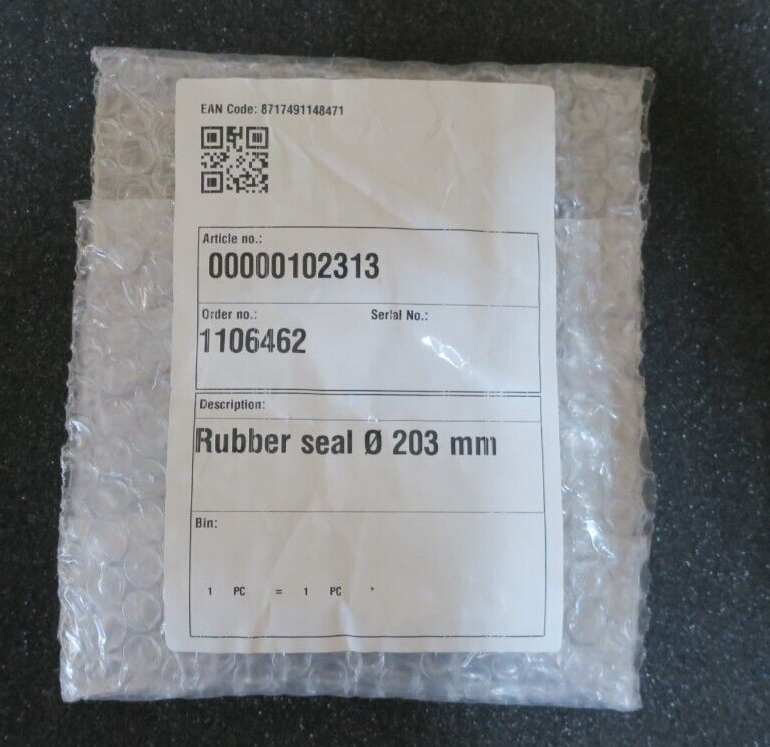 EAN Code: 8717491148471
Article no.:
00000102313
Order no.: Serial No.:
1106462
Description:
Rubber seal Ø 203 mm
Bin:
1 PC = 1 PC *